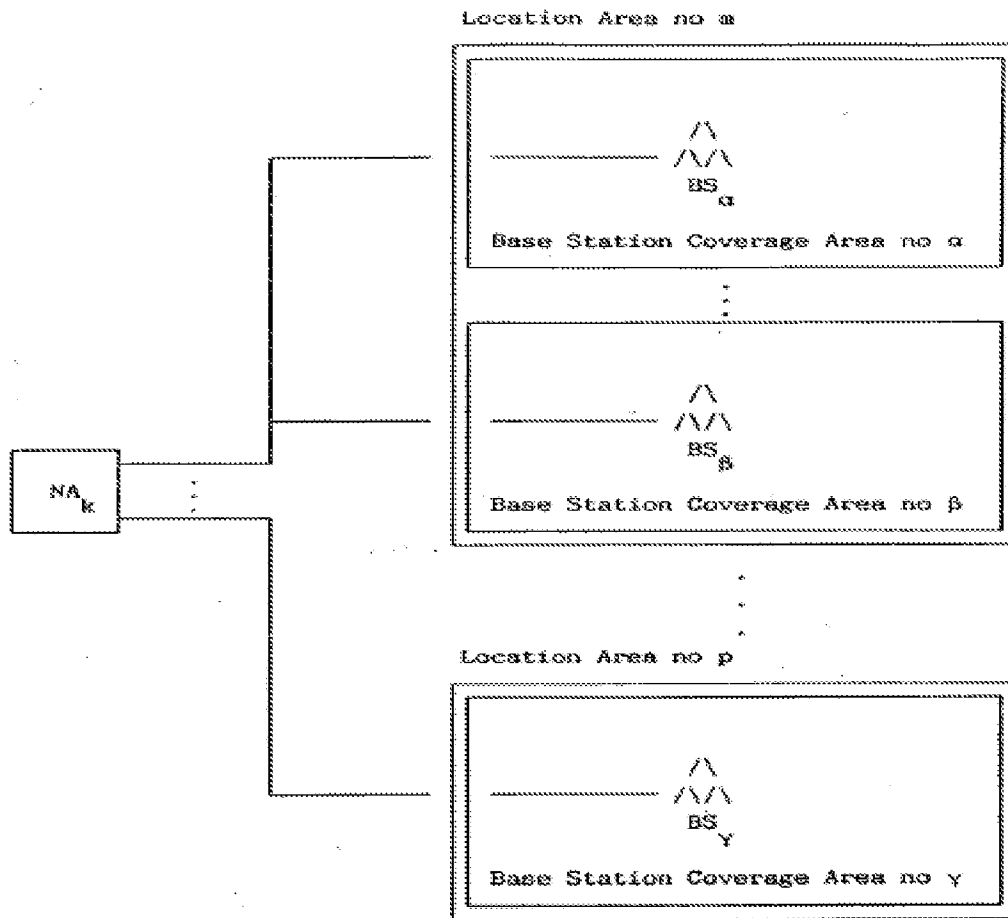 Location Area no m
BS α
Base Station Coverage Area no α
BS β
Base Station Coverage Area no β
NA k
Location Area no p
BS γ
Base Station Coverage Area no γ